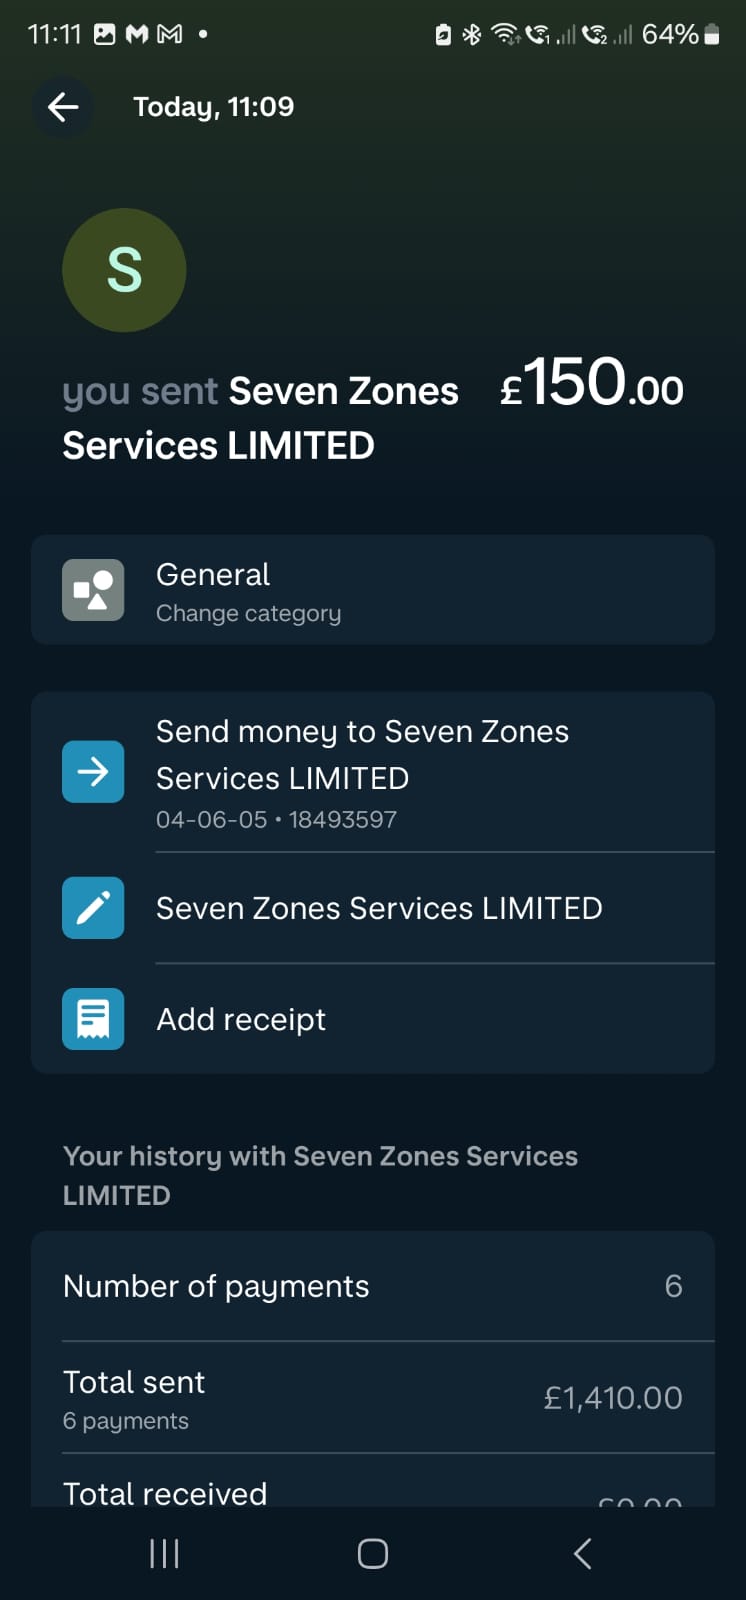 11:11 64%
Today, 11:09
S
you sent Seven Zones £150.00
Services LIMITED
General
Change category
Send money to Seven Zones
Services LIMITED
04-06-05 • 18493597
Seven Zones Services LIMITED
Add receipt
Your history with Seven Zones Services
LIMITED
Number of payments 6
Total sent £1,410.00
6 payments
Total received £0.00